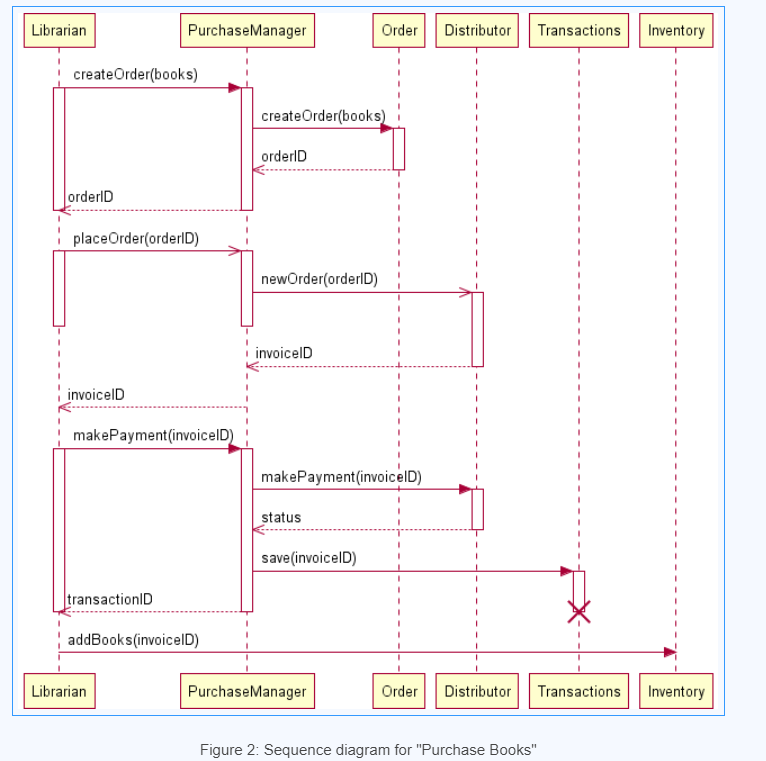 Librarian PurchaseManager Order Distributor Transactions Inventory
createOrder(books)
createOrder(books)
orderID
orderID
placeOrder(orderID)
newOrder(orderID)
invoiceID
invoiceID
makePayment(invoiceID)
makePayment(invoiceID)
status
save(invoiceID)
transactionID
addBooks(invoiceID)
Librarian PurchaseManager Order Distributor Transactions Inventory
Figure 2: Sequence diagram for "Purchase Books"